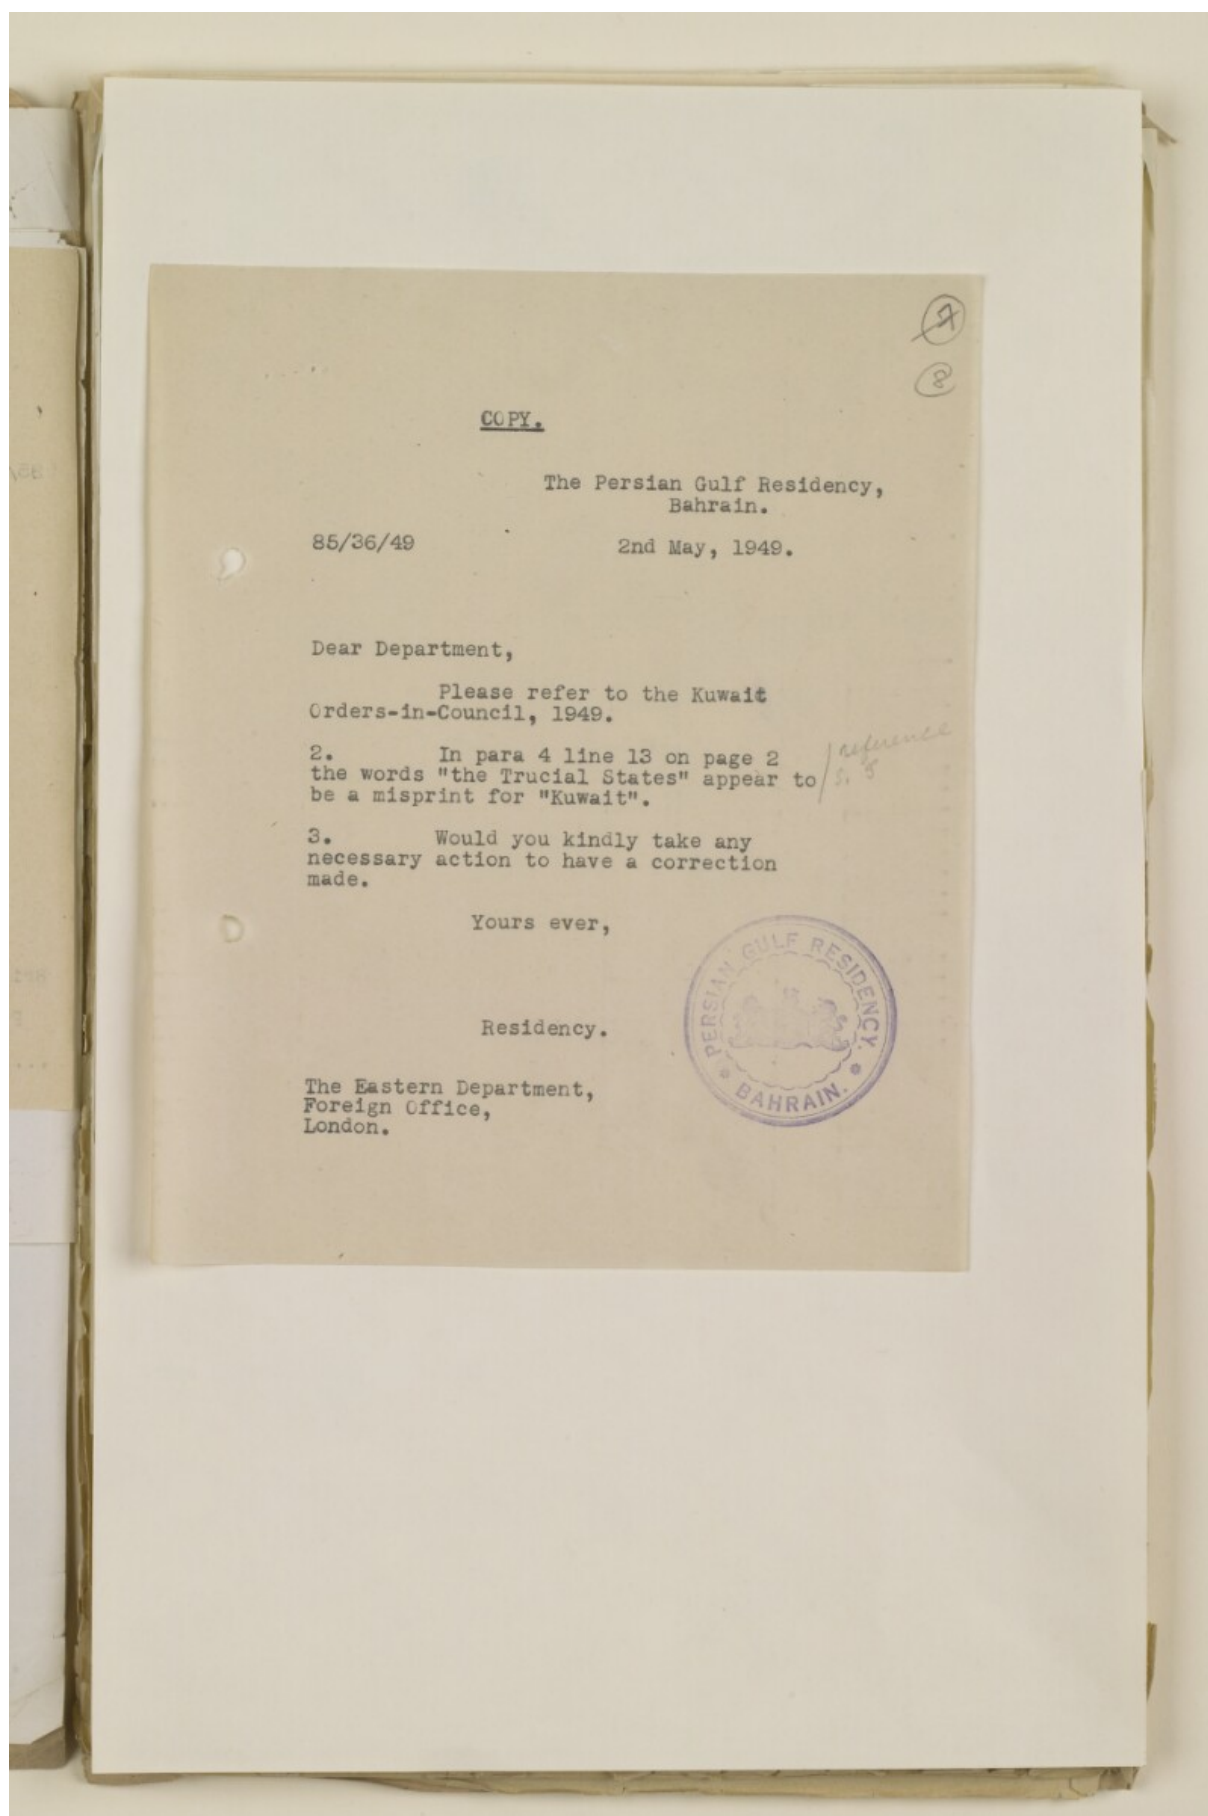 7
8
COPY.
The Persian Gulf Residency,
Bahrain.
85/36/49
2nd May, 1949.
Dear Department,
Please refer to the Kuwait
Orders-in-Council, 1949.
2. In para 4 line 13 on page 2
the words "the Trucial States" appear to
be a misprint for "Kuwait".
reference
s. 5
3. Would you kindly take any
necessary action to have a correction
made.
Yours ever,
Residency.
PERSIAN GULF RESIDENCY.
BAHRAIN.
The Eastern Department,
Foreign Office,
London.